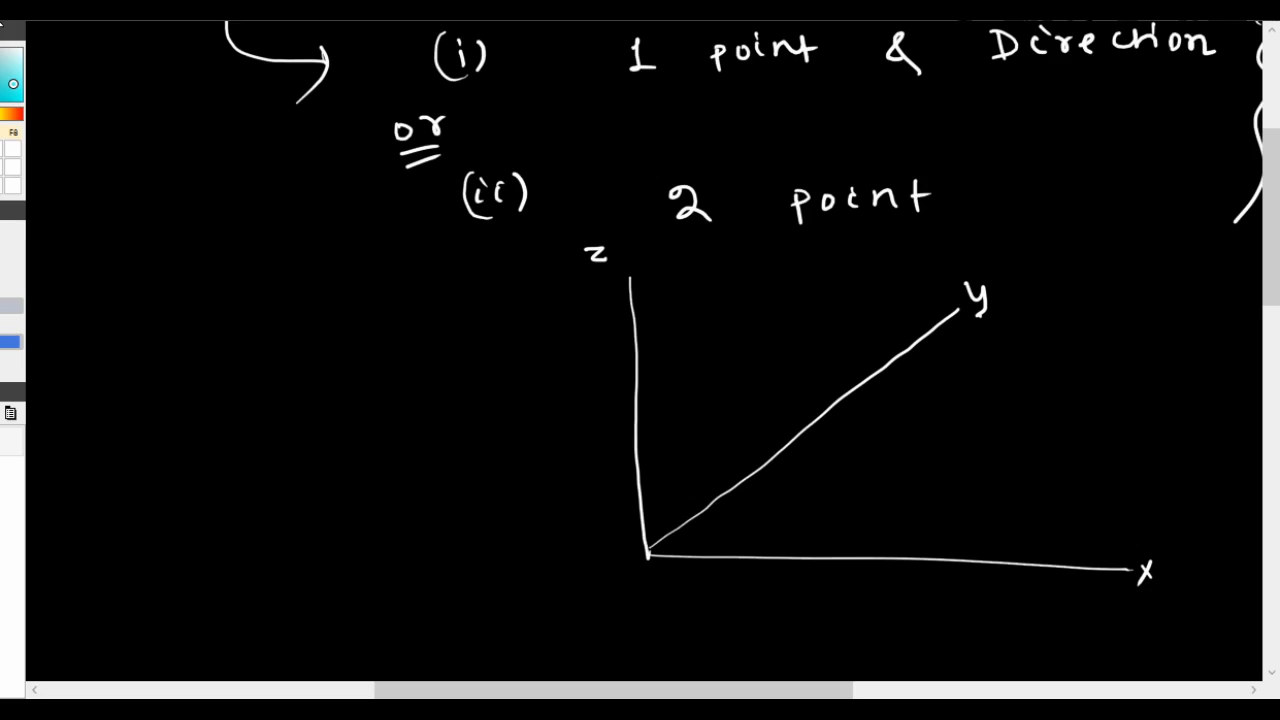 (i) 1 point & Direction
or
(ii) 2 point
z
y
x